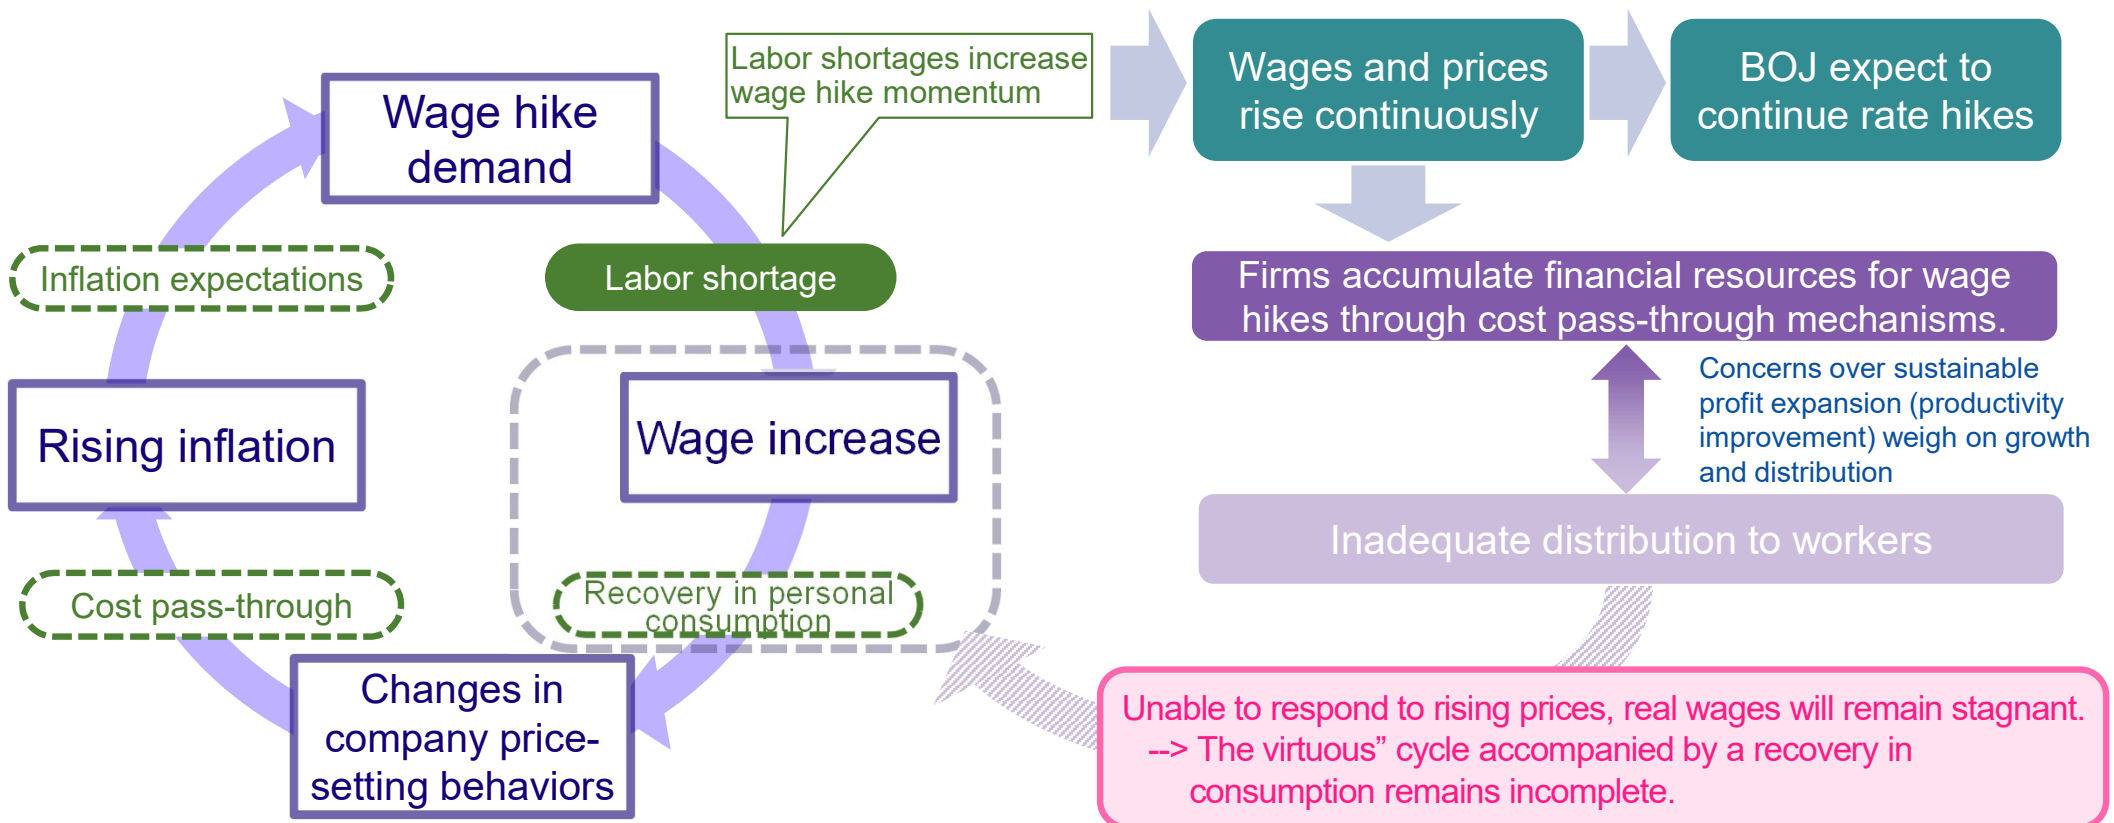 Labor shortages increase
wage hike momentum
Wage hike
demand
Inflation expectations
Labor shortage
Rising inflation
Wage increase
Cost pass-through
Recovery in personal
consumption
Changes in
company price-
setting behaviors
Wages and prices
rise continuously
BOJ expect to
continue rate hikes
Firms accumulate financial resources for wage
hikes through cost pass-through mechanisms.
Concerns over sustainable
profit expansion (productivity
improvement) weigh on growth
and distribution
Inadequate distribution to workers
Unable to respond to rising prices, real wages will remain stagnant.
--> The virtuous” cycle accompanied by a recovery in
consumption remains incomplete.